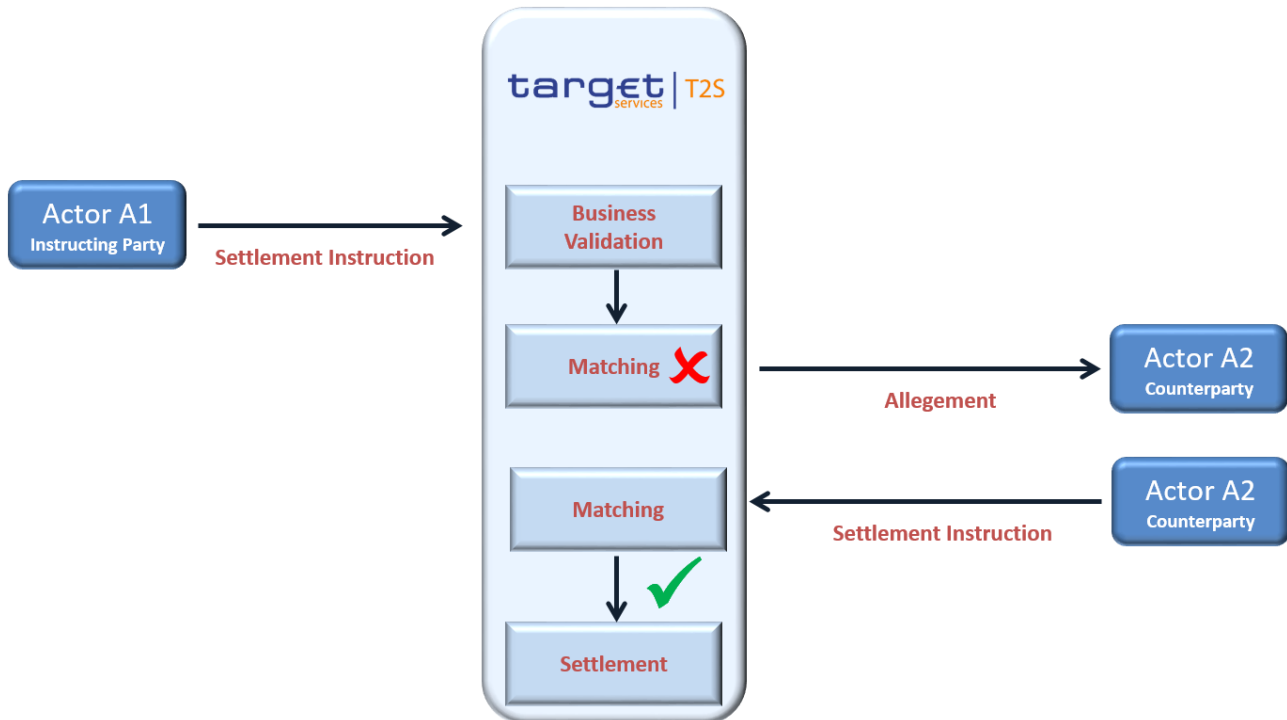 target | T2S
services
Actor A1
Instructing Party
Settlement Instruction
Business
Validation
Matching
Allegement
Actor A2
Counterparty
Matching
Settlement Instruction
Actor A2
Counterparty
Settlement